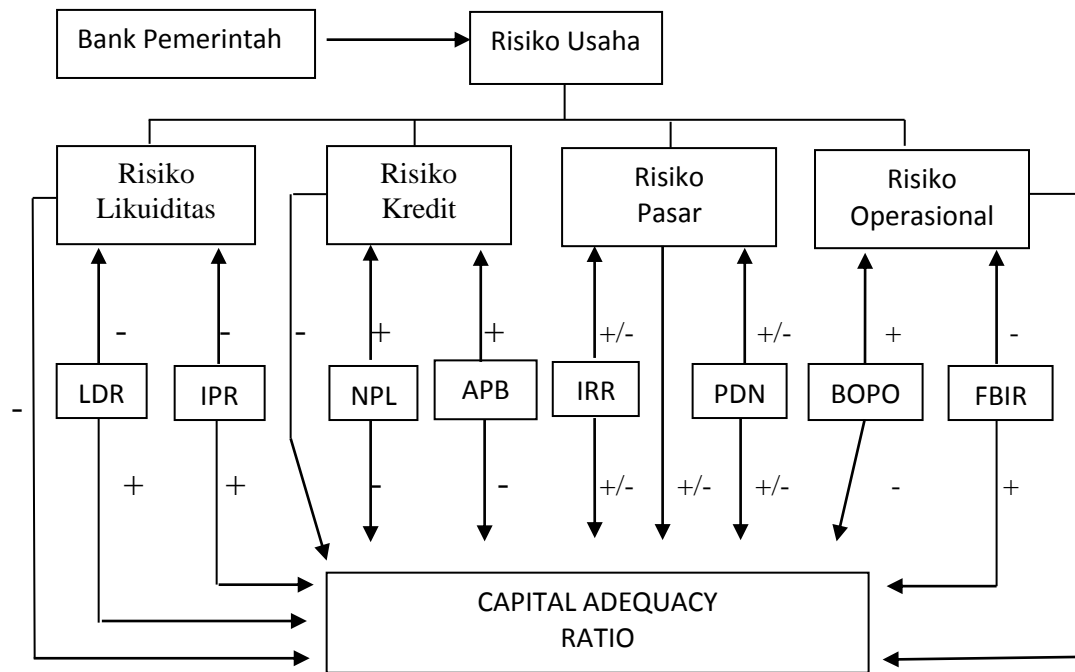 Bank Pemerintah
Risiko Usaha
Risiko
Likuiditas
Risiko
Kredit
Risiko
Pasar
Risiko
Operasional
- - - + + +/- +/- + -
LDR IPR NPL APB IRR PDN BOPO FBIR
-
+ + - - +/- +/- +/- - +
CAPITAL ADEQUACY
RATIO